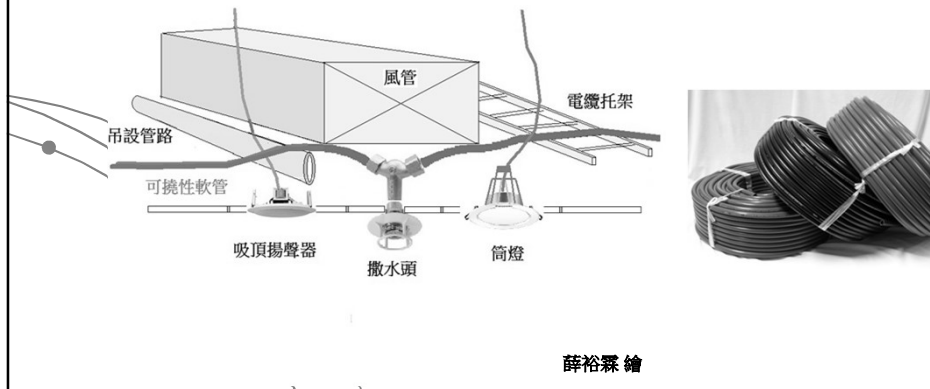 風管
電纜托架
吊設管路
可撓性軟管
吸頂揚聲器
撒水頭
筒燈
薛裕霖 繪